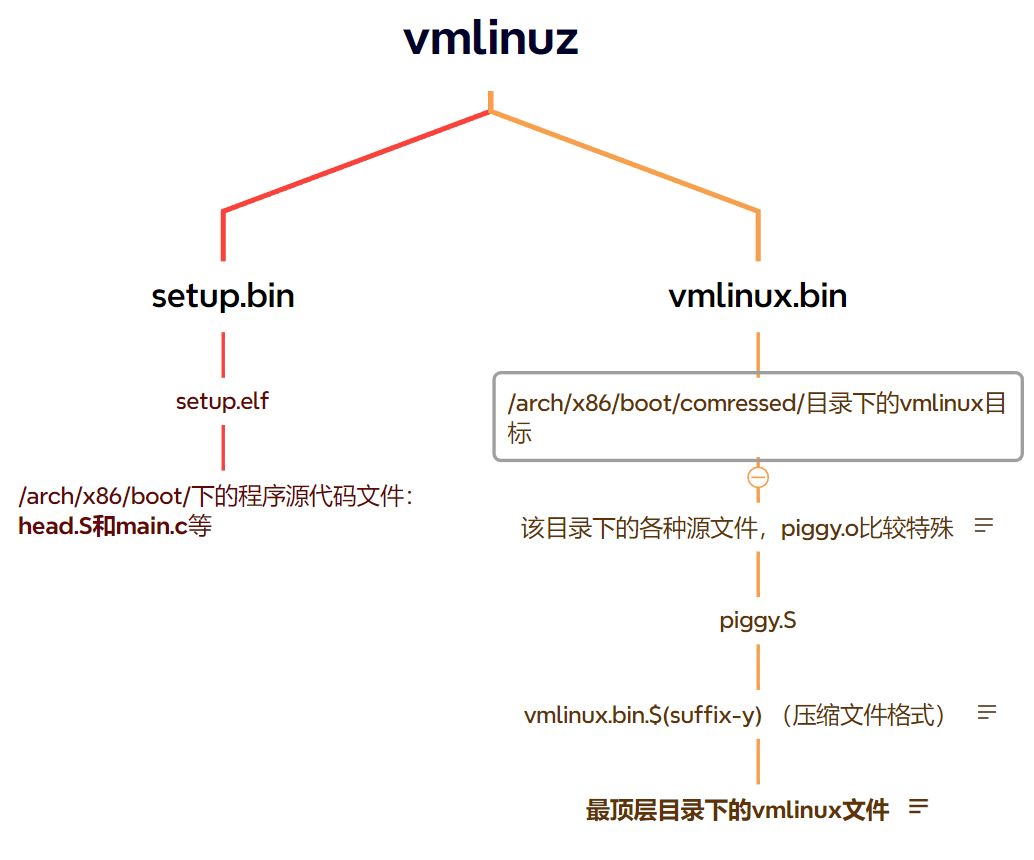 vmlinuz
setup.bin
vmlinux.bin
setup.elf
/arch/x86/boot/comressed/目录下的vmlinux目
标
/arch/x86/boot/下的程序源代码文件：
head.S和main.c等
该目录下的各种源文件，piggy.o比较特殊
piggy.S
vmlinux.bin.$(suffix-y) （压缩文件格式）
最顶层目录下的vmlinux文件